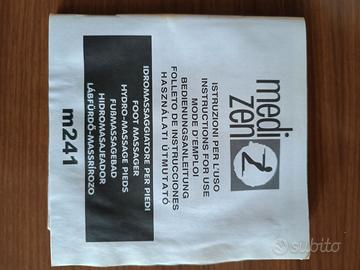 medi
zen
ISTRUZIONI PER L'USO
INSTRUCTIONS FOR USE
MODE D'EMPLOI
BEDIENUNGSANLEITUNG
FOLLETO DE INSTRUCCIONES
HASZNÁLATI ÚTMUTATÓ
IDROMASSAGGIATORE PER PIEDI
FOOT MASSAGER
HYDRO-MASSAGE PIEDS
FUßMASSAGEBAD
HIDROMASAJEADOR
LÁBFÜRDŐ-MASSRÍROZO
m241
subito